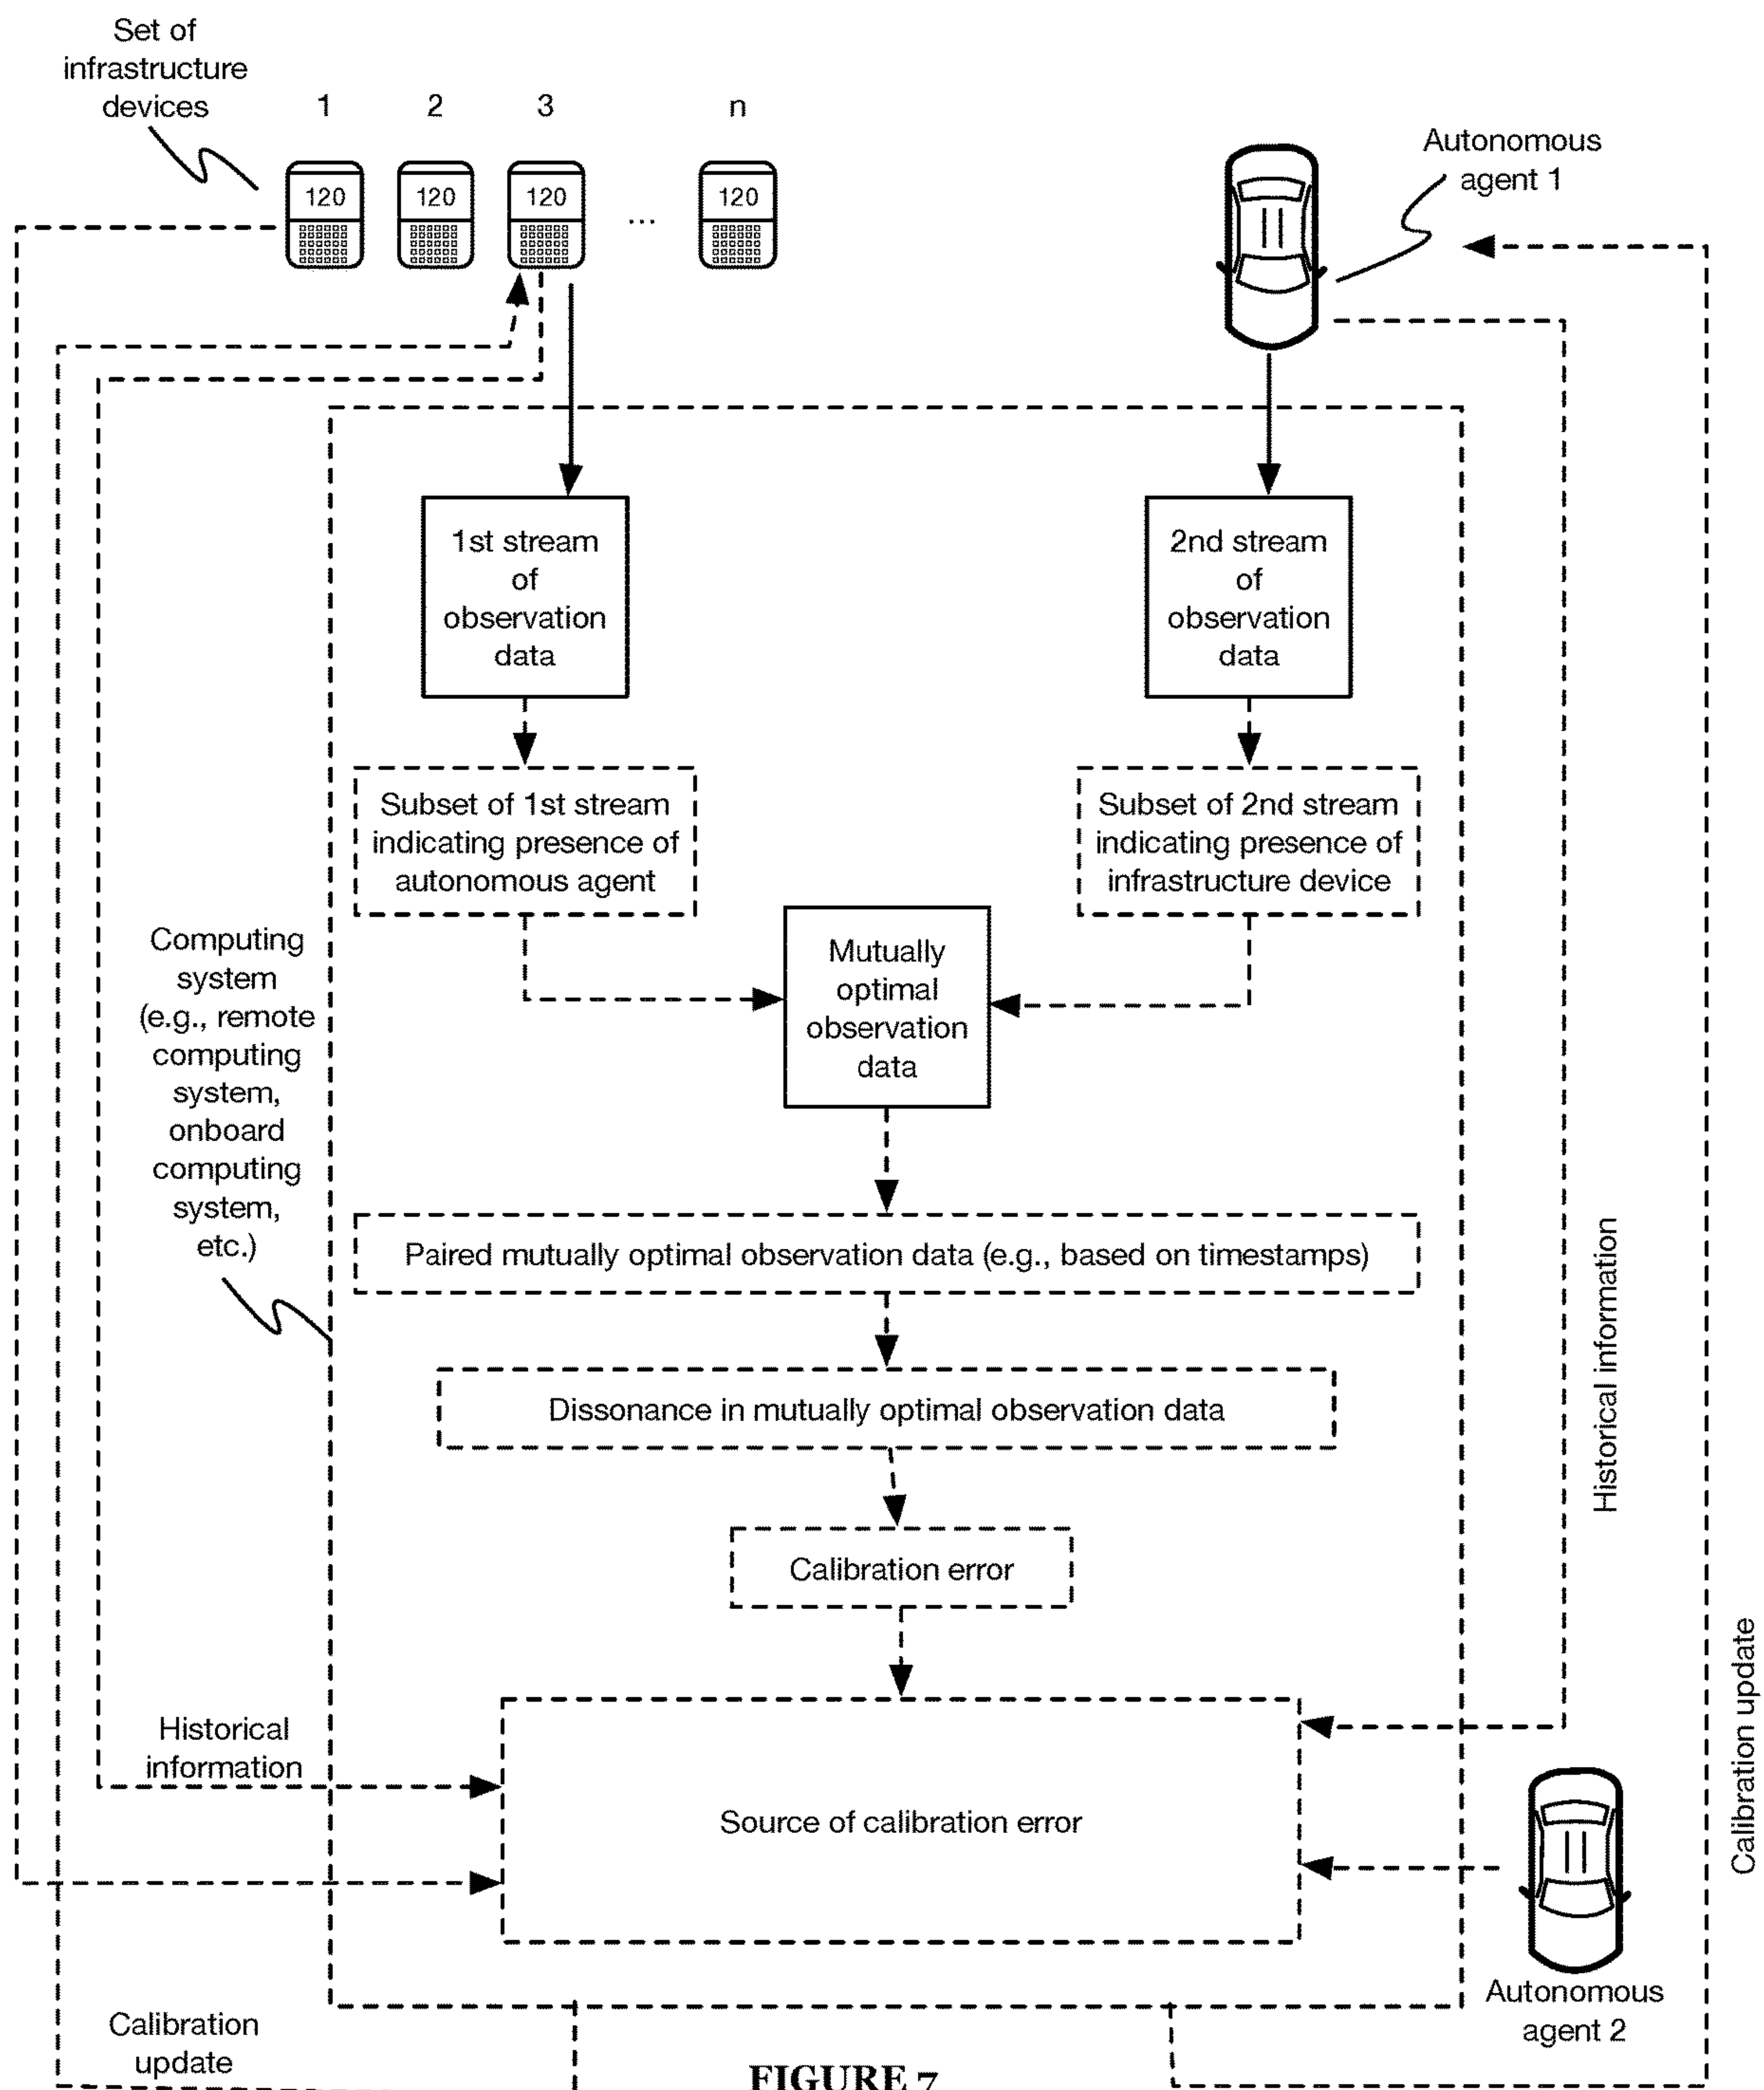 Set of
infrastructure
devices
1 2 3 n
120 120 120 ... 120
Autonomous
agent 1
1st stream
of
observation
data
2nd stream
of
observation
data
Subset of 1st stream
indicating presence of
autonomous agent
Subset of 2nd stream
indicating presence of
infrastructure device
Mutually
optimal
observation
data
Computing
system
(e.g., remote
computing
system,
onboard
computing
system,
etc.)
Paired mutually optimal observation data (e.g., based on timestamps)
Dissonance in mutually optimal observation data
Calibration error
Historical information
Calibration update
Historical
information
Source of calibration error
Autonomous
agent 2
Calibration
update
FIGURE 7